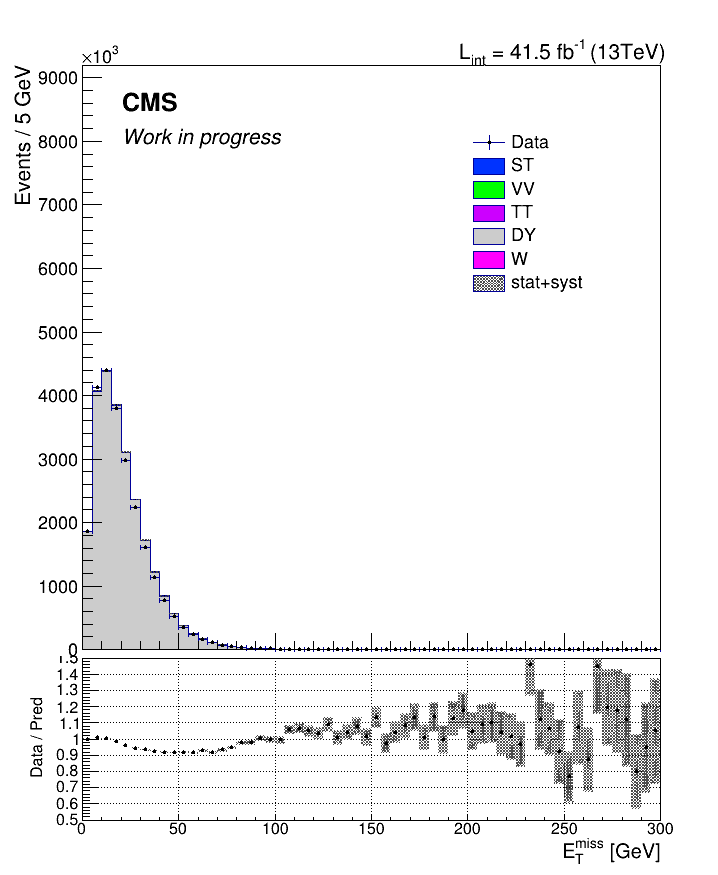 ×10³
L_int = 41.5 fb⁻¹ (13TeV)
Events / 5 GeV
9000
8000
7000
6000
5000
4000
3000
2000
1000
0
CMS
Work in progress
Data
ST
VV
TT
DY
W
stat+syst
Data / Pred
1.5
1.4
1.3
1.2
1.1
1
0.9
0.8
0.7
0.6
0.5
0 50 100 150 200 250 300
E_T^miss [GeV]